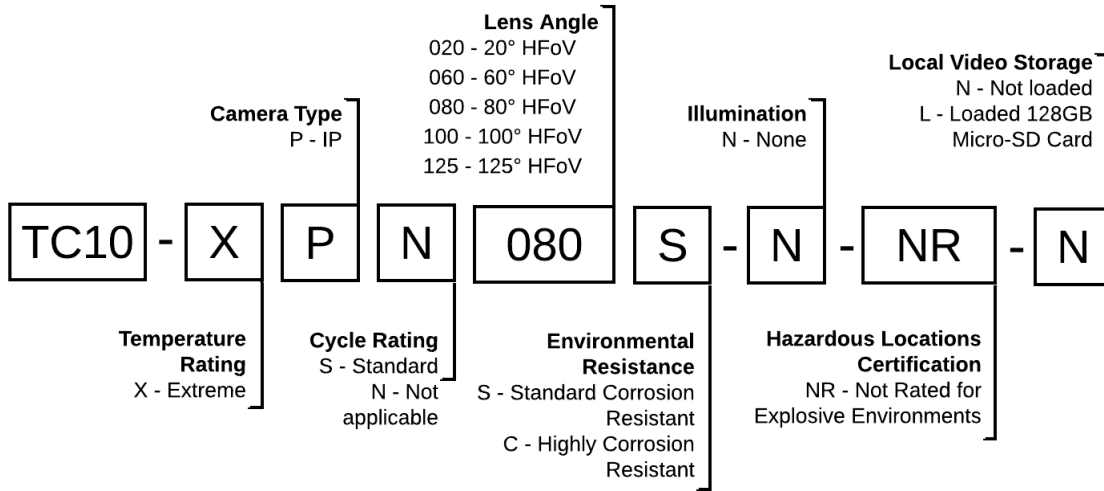 Lens Angle
020 - 20° HFoV
060 - 60° HFoV
080 - 80° HFoV
100 - 100° HFoV
125 - 125° HFoV
Local Video Storage
N - Not loaded
L - Loaded 128GB
Micro-SD Card
Camera Type
P - IP
Illumination
N - None
TC10 - X P N 080 S - N - NR - N
Temperature
Rating
X - Extreme
Cycle Rating
S - Standard
N - Not
applicable
Environmental
Resistance
S - Standard Corrosion
Resistant
C - Highly Corrosion
Resistant
Hazardous Locations
Certification
NR - Not Rated for
Explosive Environments